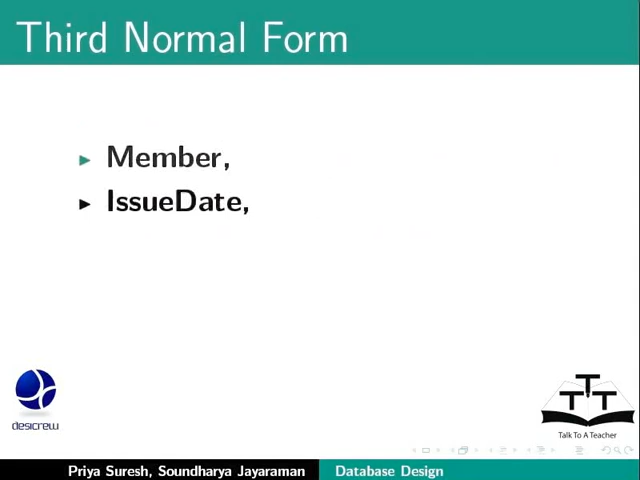 Third Normal Form
Member,
IssueDate,
desicrew
T T T
Talk To A Teacher
Priya Suresh, Soundharya Jayaraman
Database Design